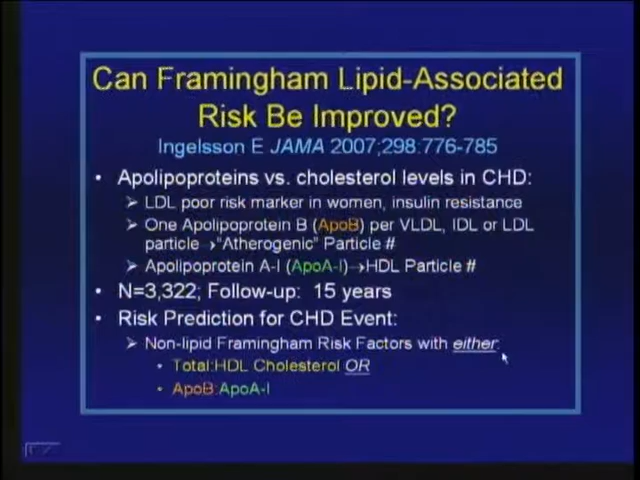 Can Framingham Lipid-Associated
Risk Be Improved?
Ingelsson E JAMA 2007;298:776-785
• Apolipoproteins vs. cholesterol levels in CHD:
➢ LDL poor risk marker in women, insulin resistance
➢ One Apolipoprotein B (ApoB) per VLDL, IDL or LDL
particle →"Atherogenic" Particle #
➢ Apolipoprotein A-I (ApoA-I)→HDL Particle #
• N=3,322; Follow-up: 15 years
• Risk Prediction for CHD Event:
➢ Non-lipid Framingham Risk Factors with either:
• Total:HDL Cholesterol OR
• ApoB:ApoA-I